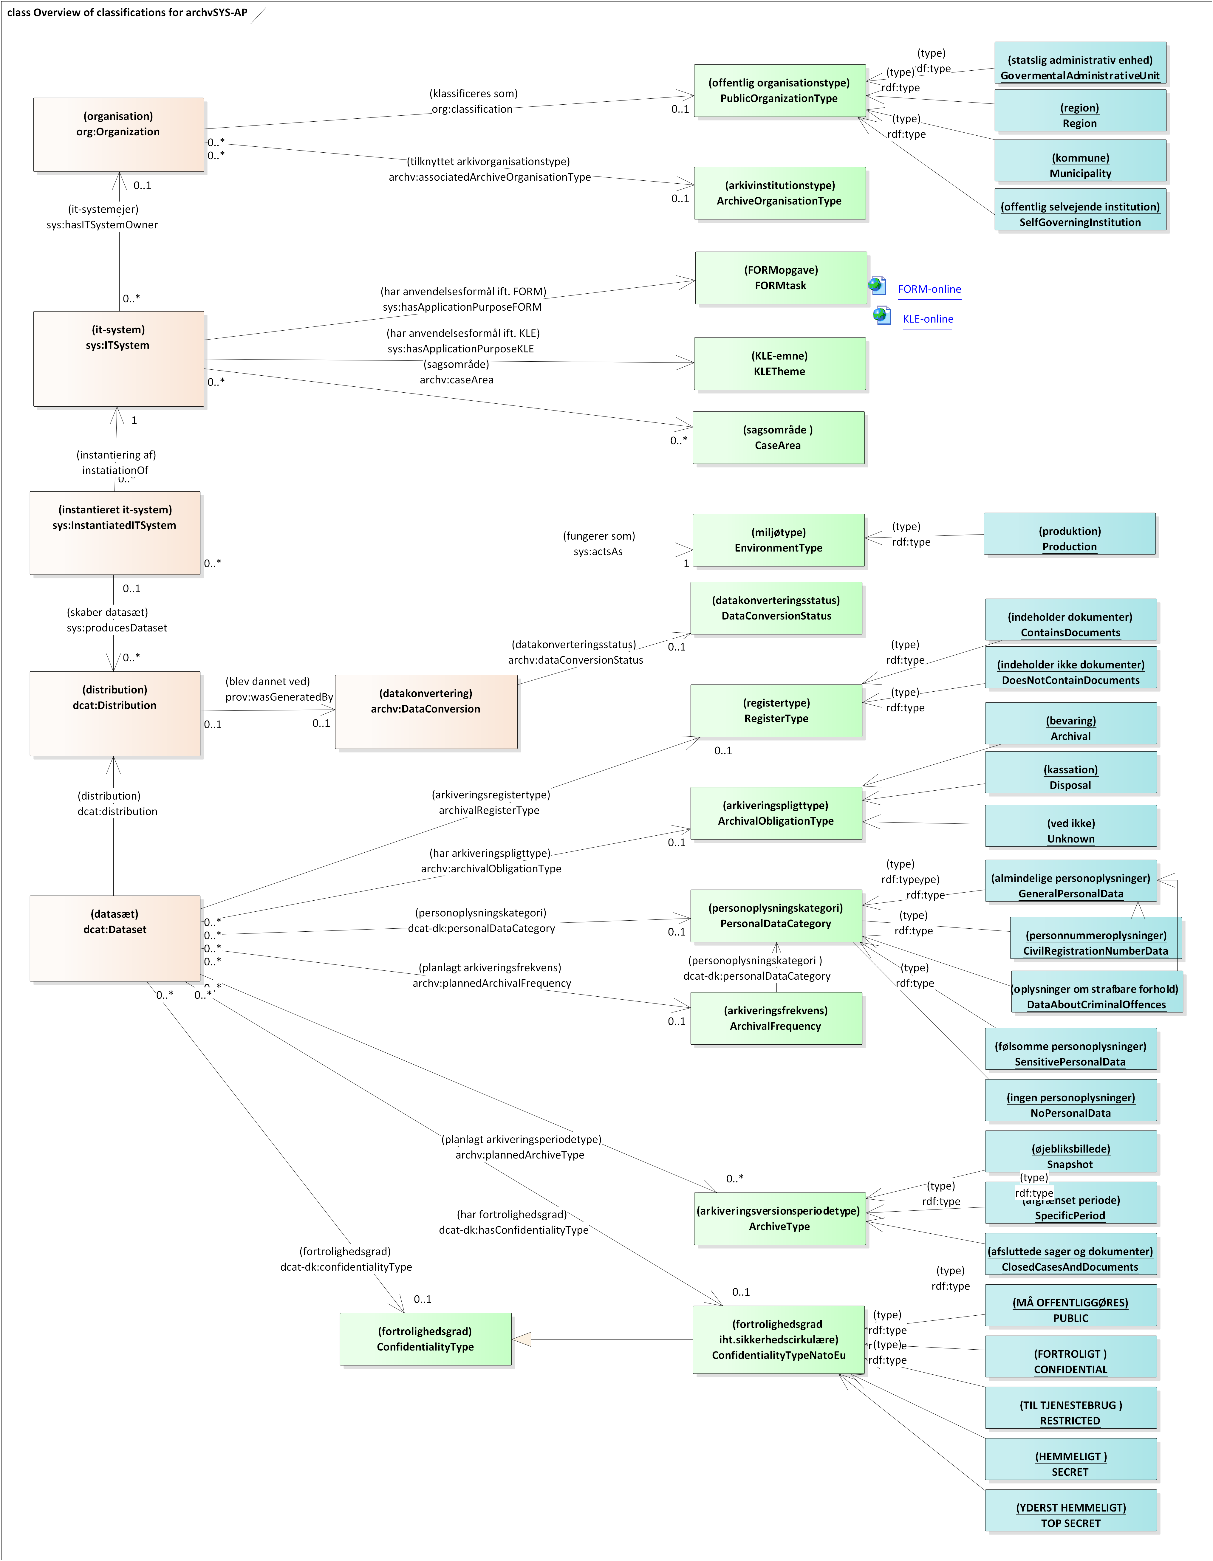 class Overview of classifications for archvSYS-AP
(organisation)
org:Organization
(klassificeres som)
org:classification
0..1
(offentlig organisationstype)
PublicOrganizationType
(type)
rdf:type
(type)
rdf:type
(type)
rdf:type
(statslig administrativ enhed)
GovermentalAdministrativeUnit
(region)
Region
(kommune)
Municipality
(offentlig selvejende institution)
SelfGoverningInstitution
0..*
0..*
(tilknyttet arkivorganisationstype)
archv:associatedArchiveOrganisationType
0..1
(arkivinstitutionstype)
ArchiveOrganisationType
0..1
(it-systemejer)
sys:hasITSystemOwner
0..*
(it-system)
sys:ITSystem
(har anvendelsesformål ift. FORM)
sys:hasApplicationPurposeFORM
(FORMopgave)
FORMtask
FORM-online
KLE-online
(har anvendelsesformål ift. KLE)
sys:hasApplicationPurposeKLE
(KLE-emne)
KLETheme
(sagsområde)
archv:caseArea
0..*
0..*
(sagsområde )
CaseArea
1
(instantiering af)
instatiationOf
0..*
(instantieret it-system)
sys:InstantiatedITSystem
0..*
(fungerer som)
sys:actsAs
1
(miljøtype)
EnvironmentType
(type)
rdf:type
(produktion)
Production
0..1
(skaber datasæt)
sys:producesDataset
0..*
(datakonverteringsstatus)
DataConversionStatus
(datakonverteringsstatus)
archv:dataConversionStatus
0..1
(distribution)
dcat:Distribution
(blev dannet ved)
prov:wasGeneratedBy
0..1
0..1
(datakonvertering)
archv:DataConversion
(registertype)
RegisterType
0..1
(type)
rdf:type
(type)
rdf:type
(indeholder dokumenter)
ContainsDocuments
(indeholder ikke dokumenter)
DoesNotContainDocuments
(distribution)
dcat:distribution
(arkiveringsregistertype)
archivalRegisterType
(arkiveringspligttype)
ArchivalObligationType
(bevaring)
Archival
(kassation)
Disposal
(ved ikke)
Unknown
(har arkiveringspligttype)
archv:archivalObligationType
0..1
(datasæt)
dcat:Dataset
0..*
0..*
0..*
0..*
0..*
0..*
0..*
(personoplysningskategori)
dcat-dk:personalDataCategory
0..1
(personoplysningskategori)
PersonalDataCategory
(type)
rdf:type
(type)
rdf:type
(type)
rdf:type
(almindelige personoplysninger)
GeneralPersonalData
(personnummeroplysninger)
CivilRegistrationNumberData
(oplysninger om strafbare forhold)
DataAboutCriminalOffences
(følsomme personoplysninger)
SensitivePersonalData
(ingen personoplysninger)
NoPersonalData
(planlagt arkiveringsfrekvens)
archv:plannedArchivalFrequency
0..1
(personoplysningskategori )
dcat-dk:personalDataCategory
(arkiveringsfrekvens)
ArchivalFrequency
(planlagt arkiveringsperiodetype)
archv:plannedArchiveType
0..*
(arkiveringsversionsperiodetype)
ArchiveType
(type)
rdf:type
(type)
rdf:type
(type)
rdf:type
(øjebliksbillede)
Snapshot
(afgrænset periode)
SpecificPeriod
(afsluttede sager og dokumenter)
ClosedCasesAndDocuments
(har fortrolighedsgrad)
dcat-dk:hasConfidentialityType
0..1
(fortrolighedsgrad)
dcat-dk:confidentialityType
0..1
(fortrolighedsgrad)
ConfidentialityType
(fortrolighedsgrad
iht.sikkerhedscirkulære)
ConfidentialityTypeNatoEu
(type)
rdf:type
(type)
rdf:type
(MÅ OFFENTLIGGØRES)
PUBLIC
(FORTROLIGT )
CONFIDENTIAL
(TIL TJENESTEBRUG )
RESTRICTED
(HEMMELIGT )
SECRET
(YDERST HEMMELIGT)
TOP SECRET